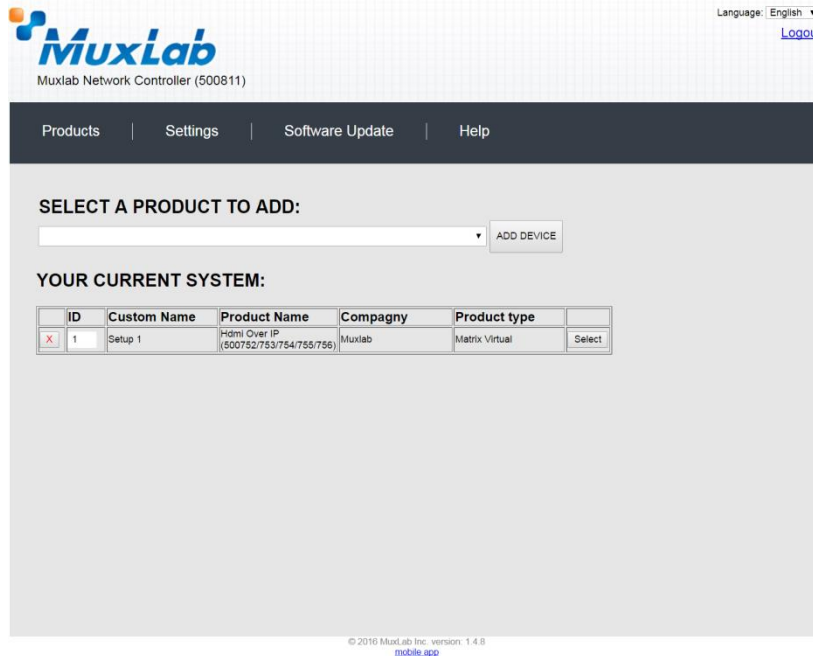 Language: English
MuxLab
Logou
Muxlab Network Controller (500811)
Products | Settings | Software Update | Help
SELECT A PRODUCT TO ADD:
ADD DEVICE
YOUR CURRENT SYSTEM:
ID Custom Name Product Name Compagny Product type
X 1 Setup 1 Hdmi Over IP Muxlab Matrix Virtual Select
(500752/753/754/755/756)
© 2016 MuxLab Inc. version: 1.4.8
mobile app